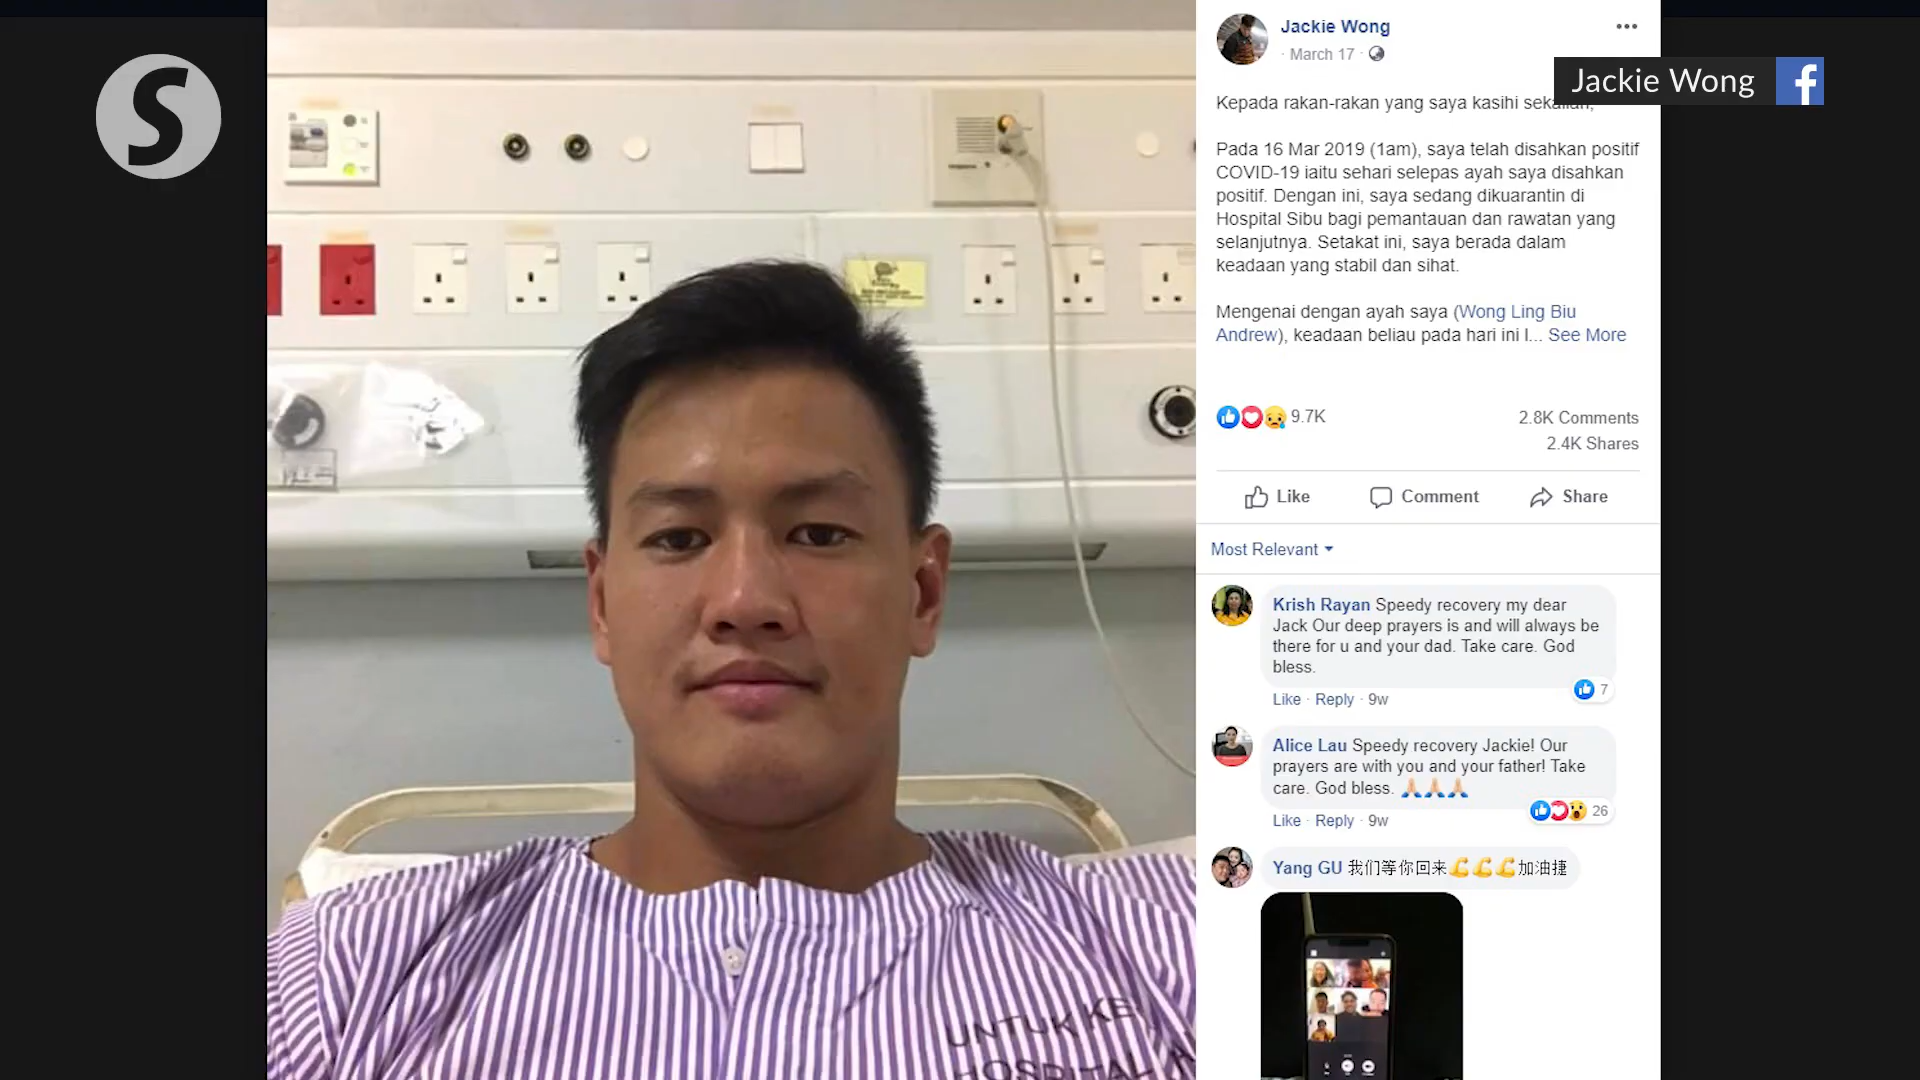 S
Jackie Wong
· March 17 ·
Jackie Wong
f
Kepada rakan-rakan yang saya kasihi sekalian,
Pada 16 Mar 2019 (1am), saya telah disahkan positif
COVID-19 iaitu sehari selepas ayah saya disahkan
positif. Dengan ini, saya sedang dikuarantin di
Hospital Sibu bagi pemantauan dan rawatan yang
selanjutnya. Setakat ini, saya berada dalam
keadaan yang stabil dan sihat.
Mengenai dengan ayah saya (Wong Ling Biu
Andrew), keadaan beliau pada hari ini l... See More
9.7K
2.8K Comments
2.4K Shares
Like Comment Share
Most Relevant
Krish Rayan Speedy recovery my dear
Jack Our deep prayers is and will always be
there for u and your dad. Take care. God
bless.
7
Like · Reply · 9w
Alice Lau Speedy recovery Jackie! Our
prayers are with you and your father! Take
care. God bless. 🙏🏻🙏🏻🙏🏻
26
Like · Reply · 9w
Yang GU 我们等你回来💪💪💪加油捷
UNTUK KE
HOSPITAL